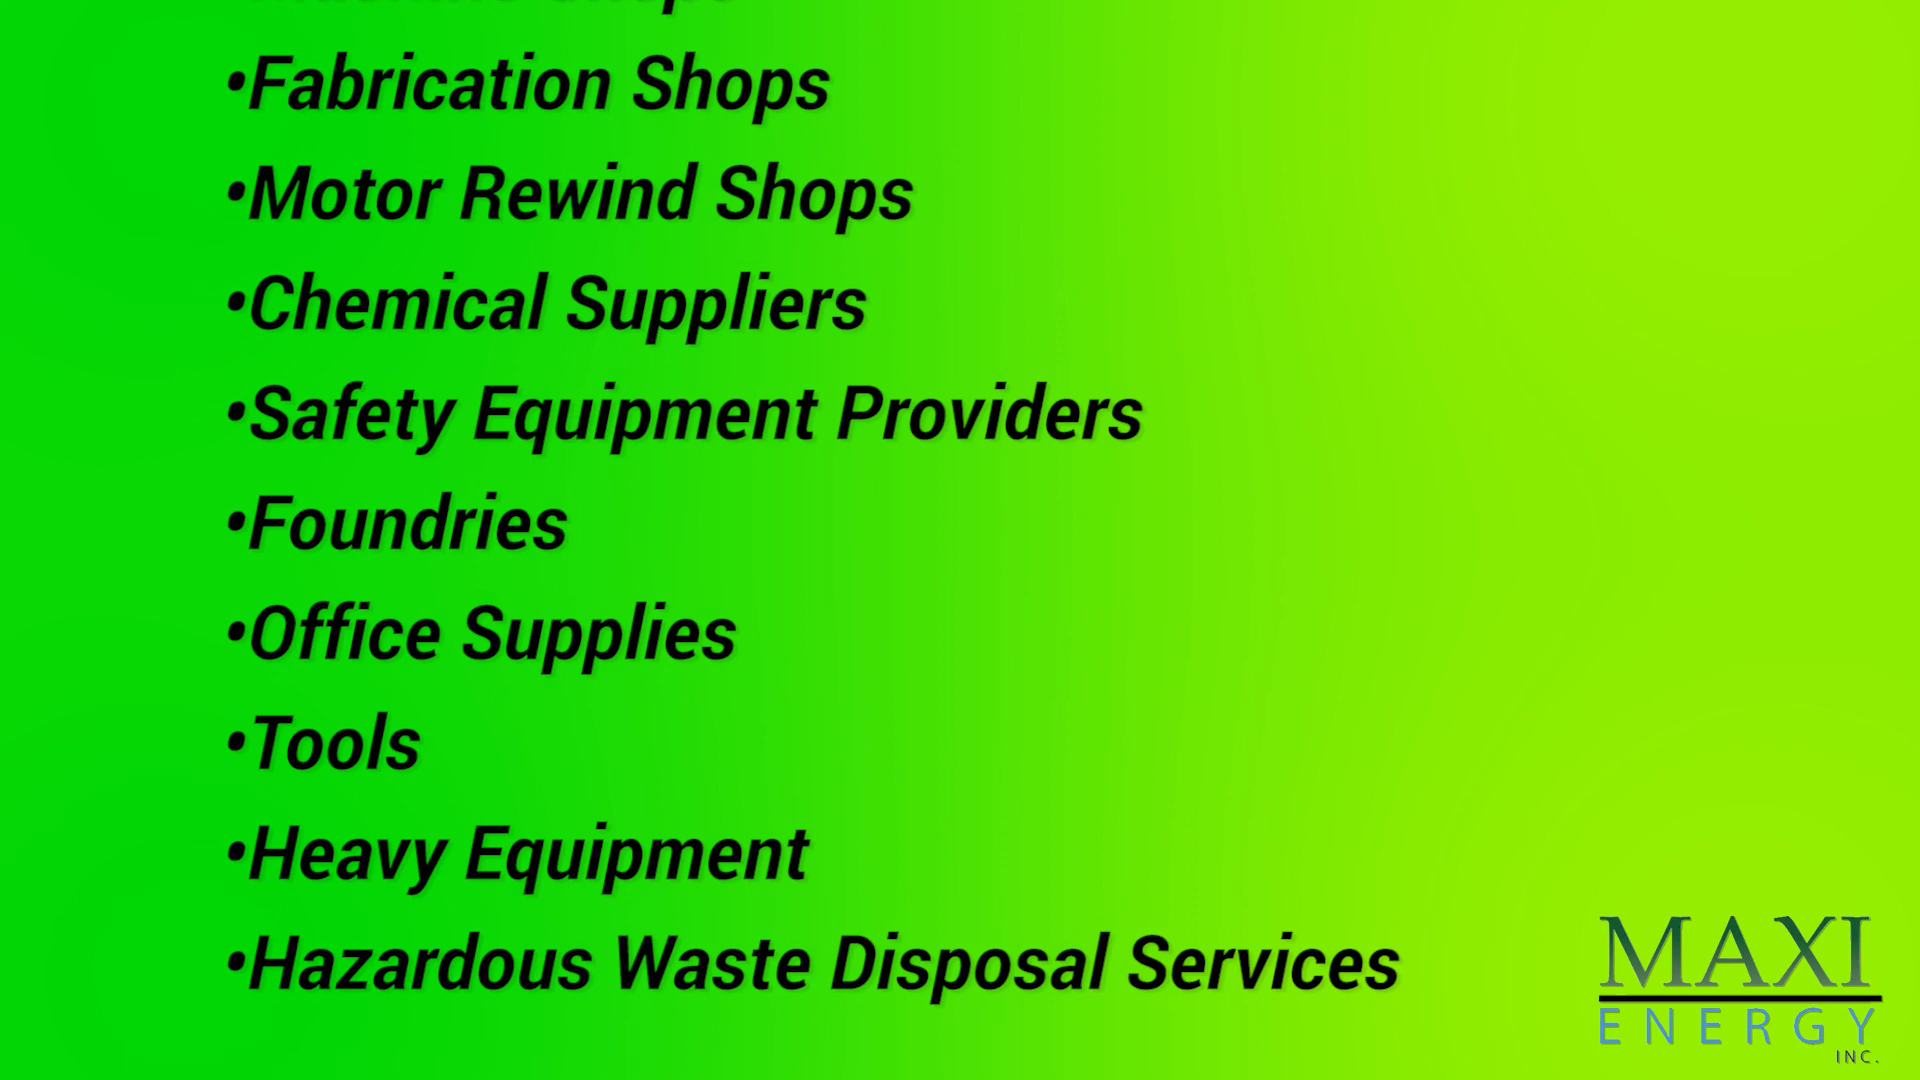 •Fabrication Shops
•Motor Rewind Shops
•Chemical Suppliers
•Safety Equipment Providers
•Foundries
•Office Supplies
•Tools
•Heavy Equipment
•Hazardous Waste Disposal Services
MAXI
ENERGY
INC.